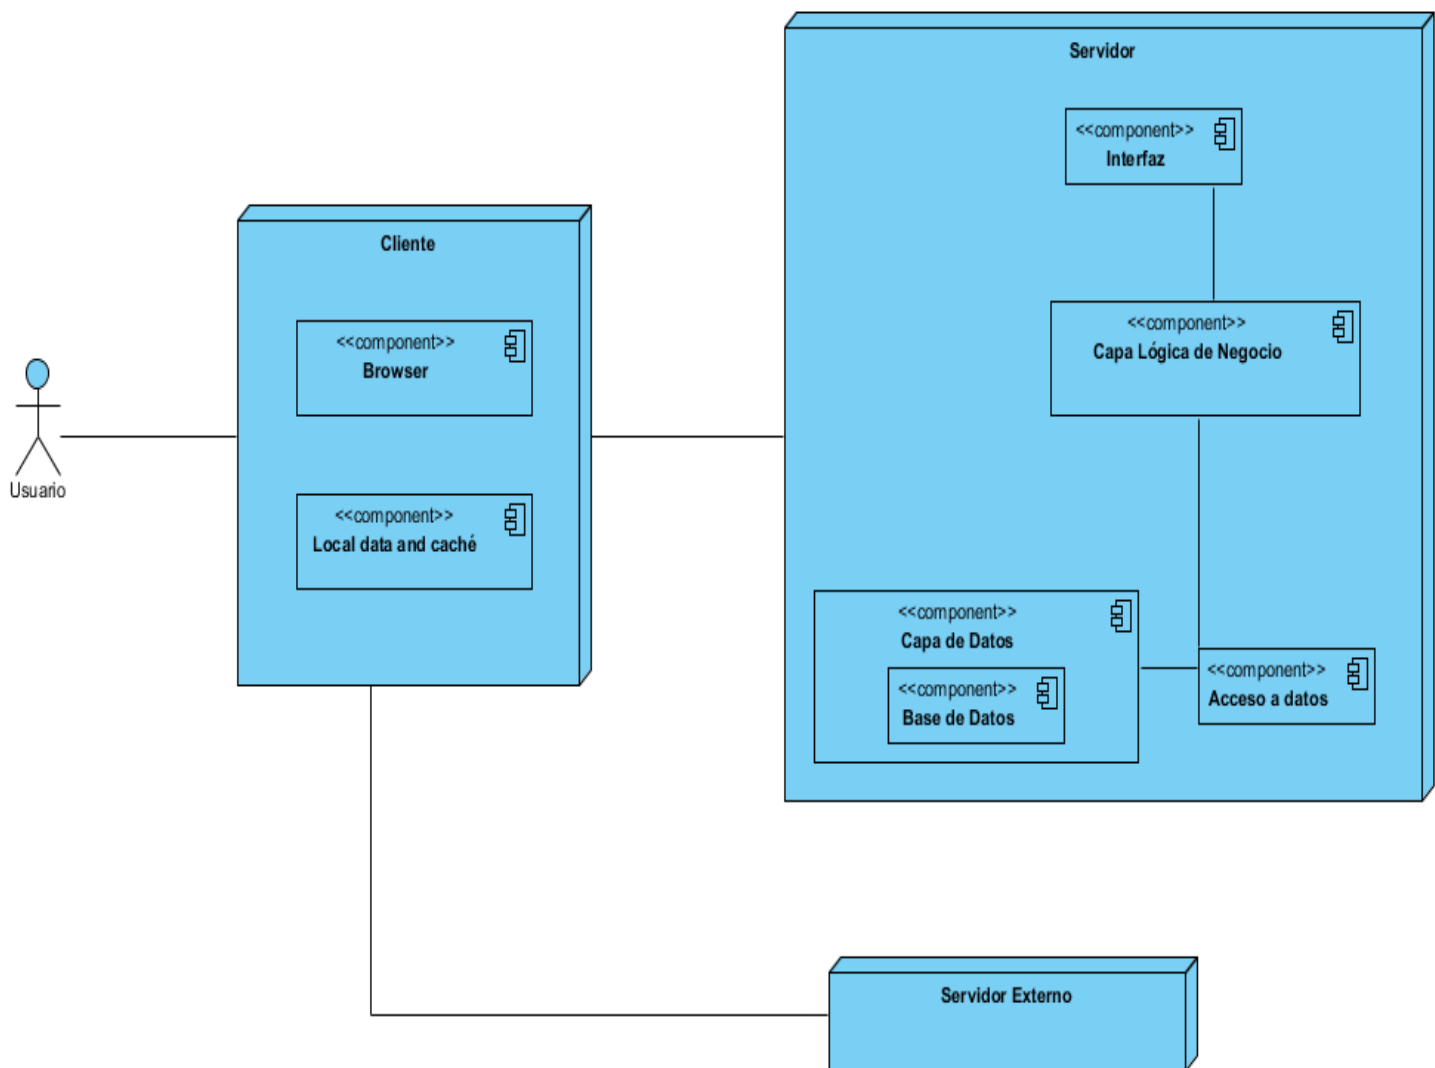 Servidor
<<component>>
Interfaz
Cliente
<<component>>
Capa Lógica de Negocio
<<component>>
Browser
Usuario
<<component>>
Local data and caché
<<component>>
Capa de Datos
<<component>>
Base de Datos
<<component>>
Acceso a datos
Servidor Externo